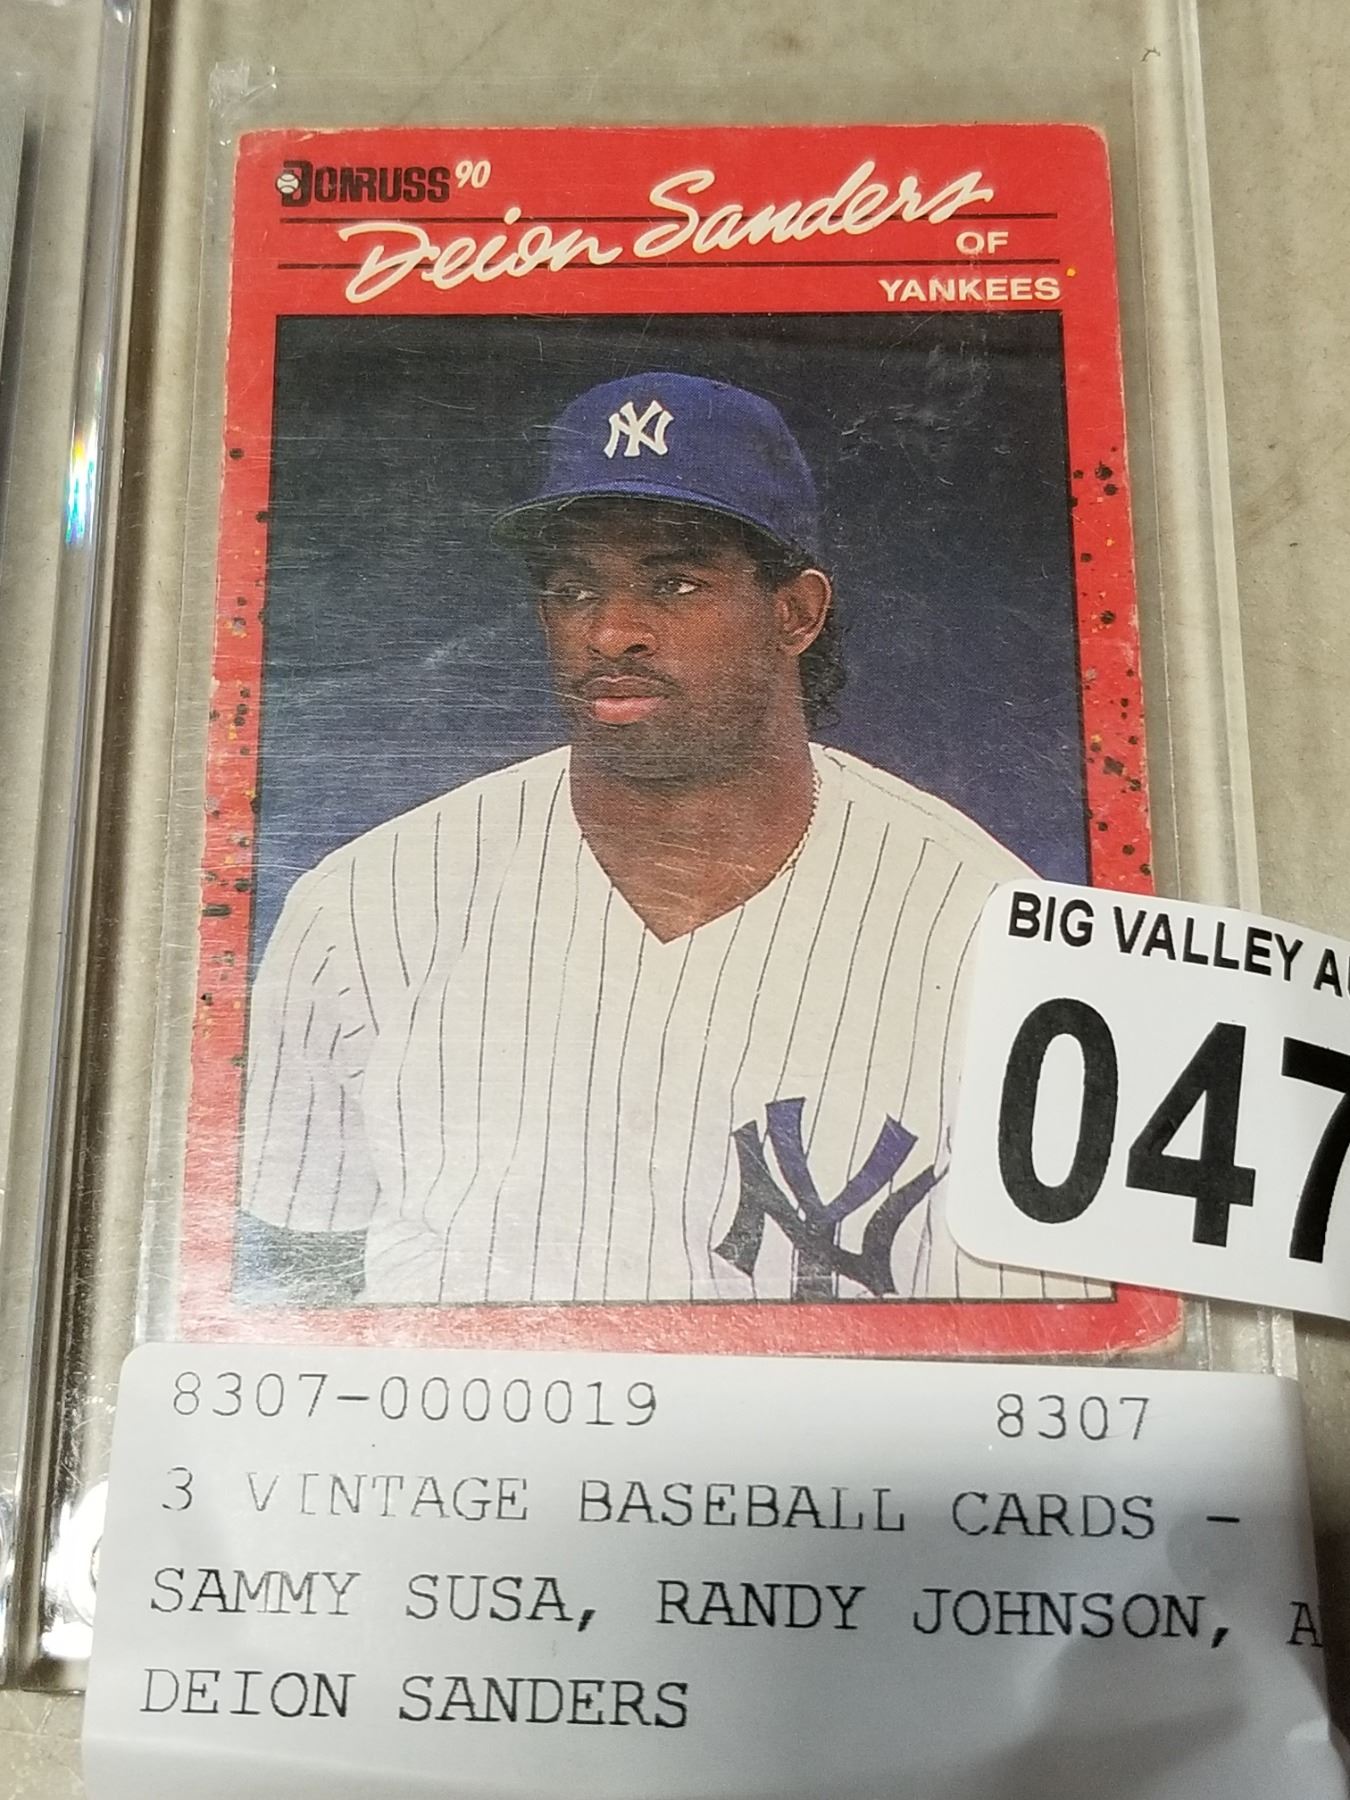 DONRUSS 90
Deion Sanders
OF
YANKEES
NY
NY
BIG VALLEY
047
8307-0000019 8307
3 VINTAGE BASEBALL CARDS -
SAMMY SUSA, RANDY JOHNSON, A
DEION SANDERS